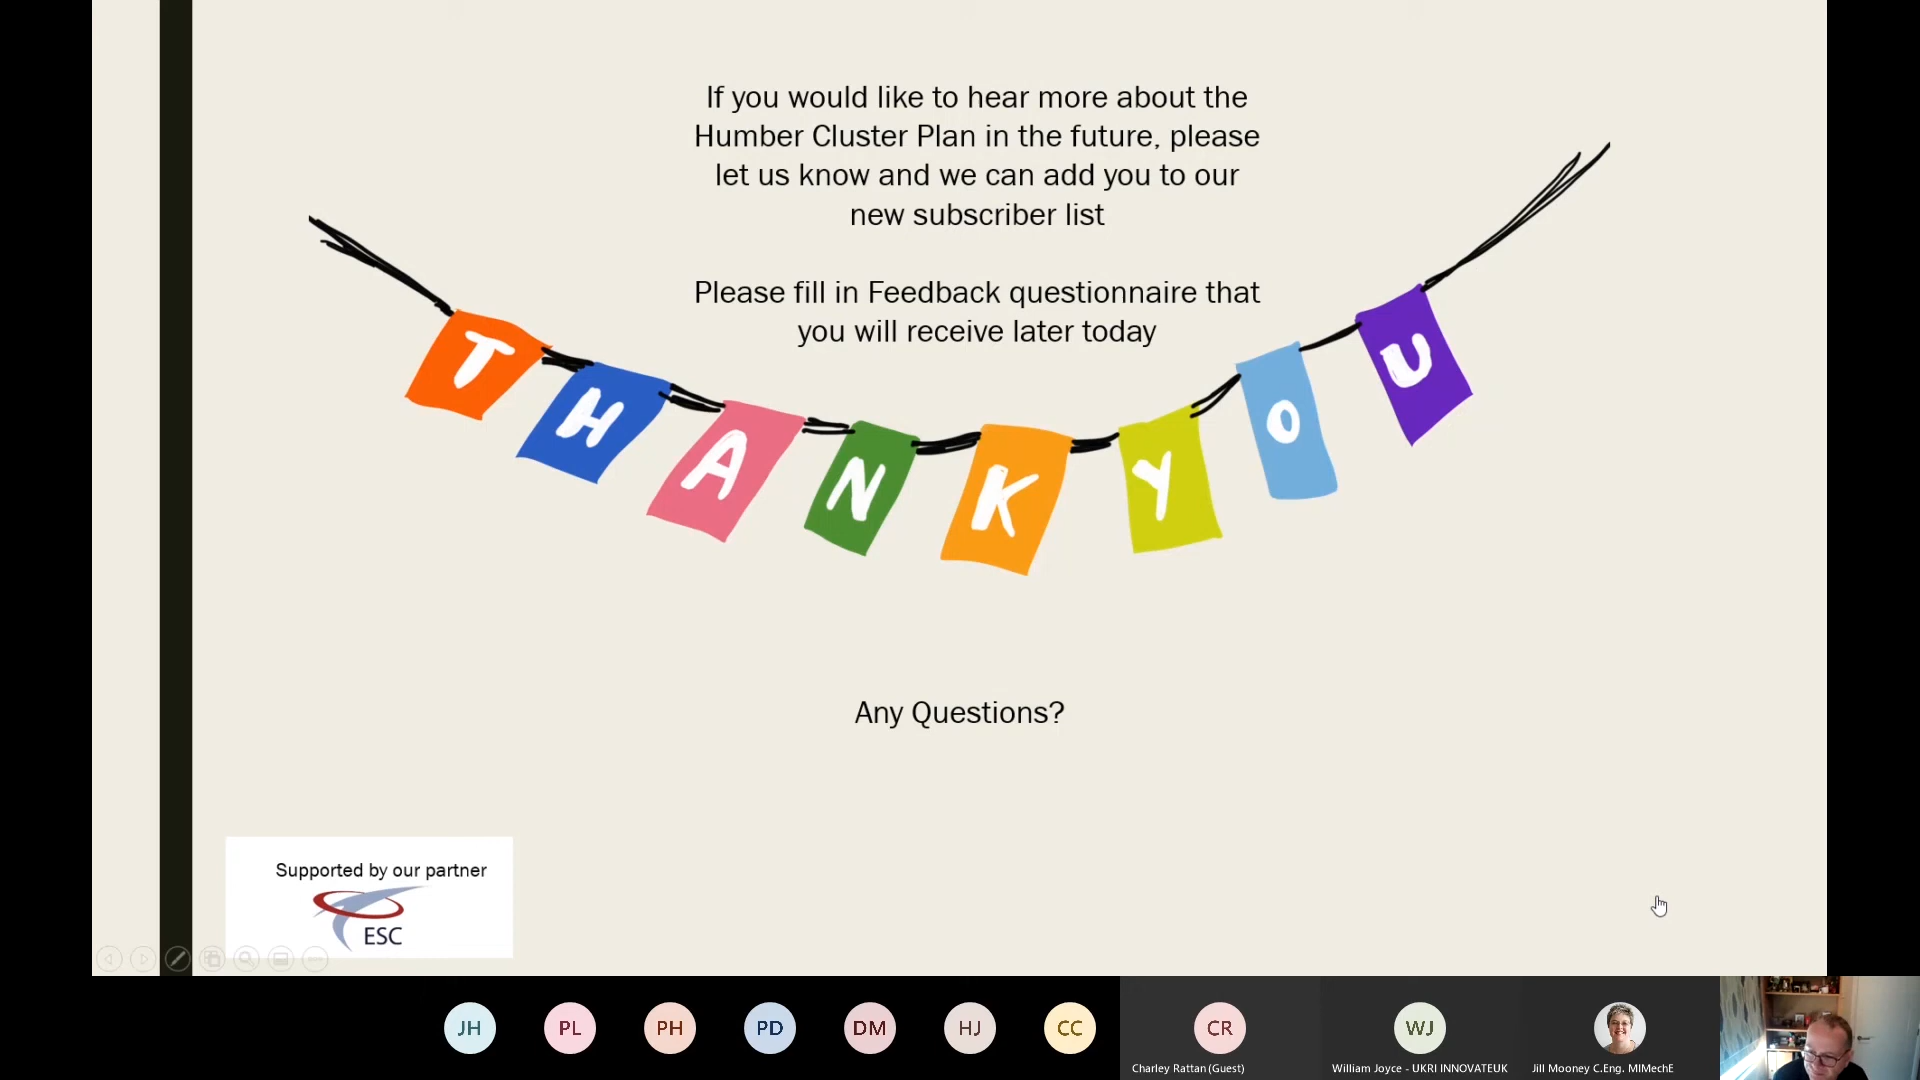 If you would like to hear more about the
Humber Cluster Plan in the future, please
let us know and we can add you to our
new subscriber list
Please fill in Feedback questionnaire that
you will receive later today
THANK YOU
Any Questions?
Supported by our partner
ESC
JH PL PH PD DM HJ CC CR WJ
Charley Rattan (Guest) William Joyce - UKRI INNOVATEUK Jill Mooney C.Eng. MIMechE